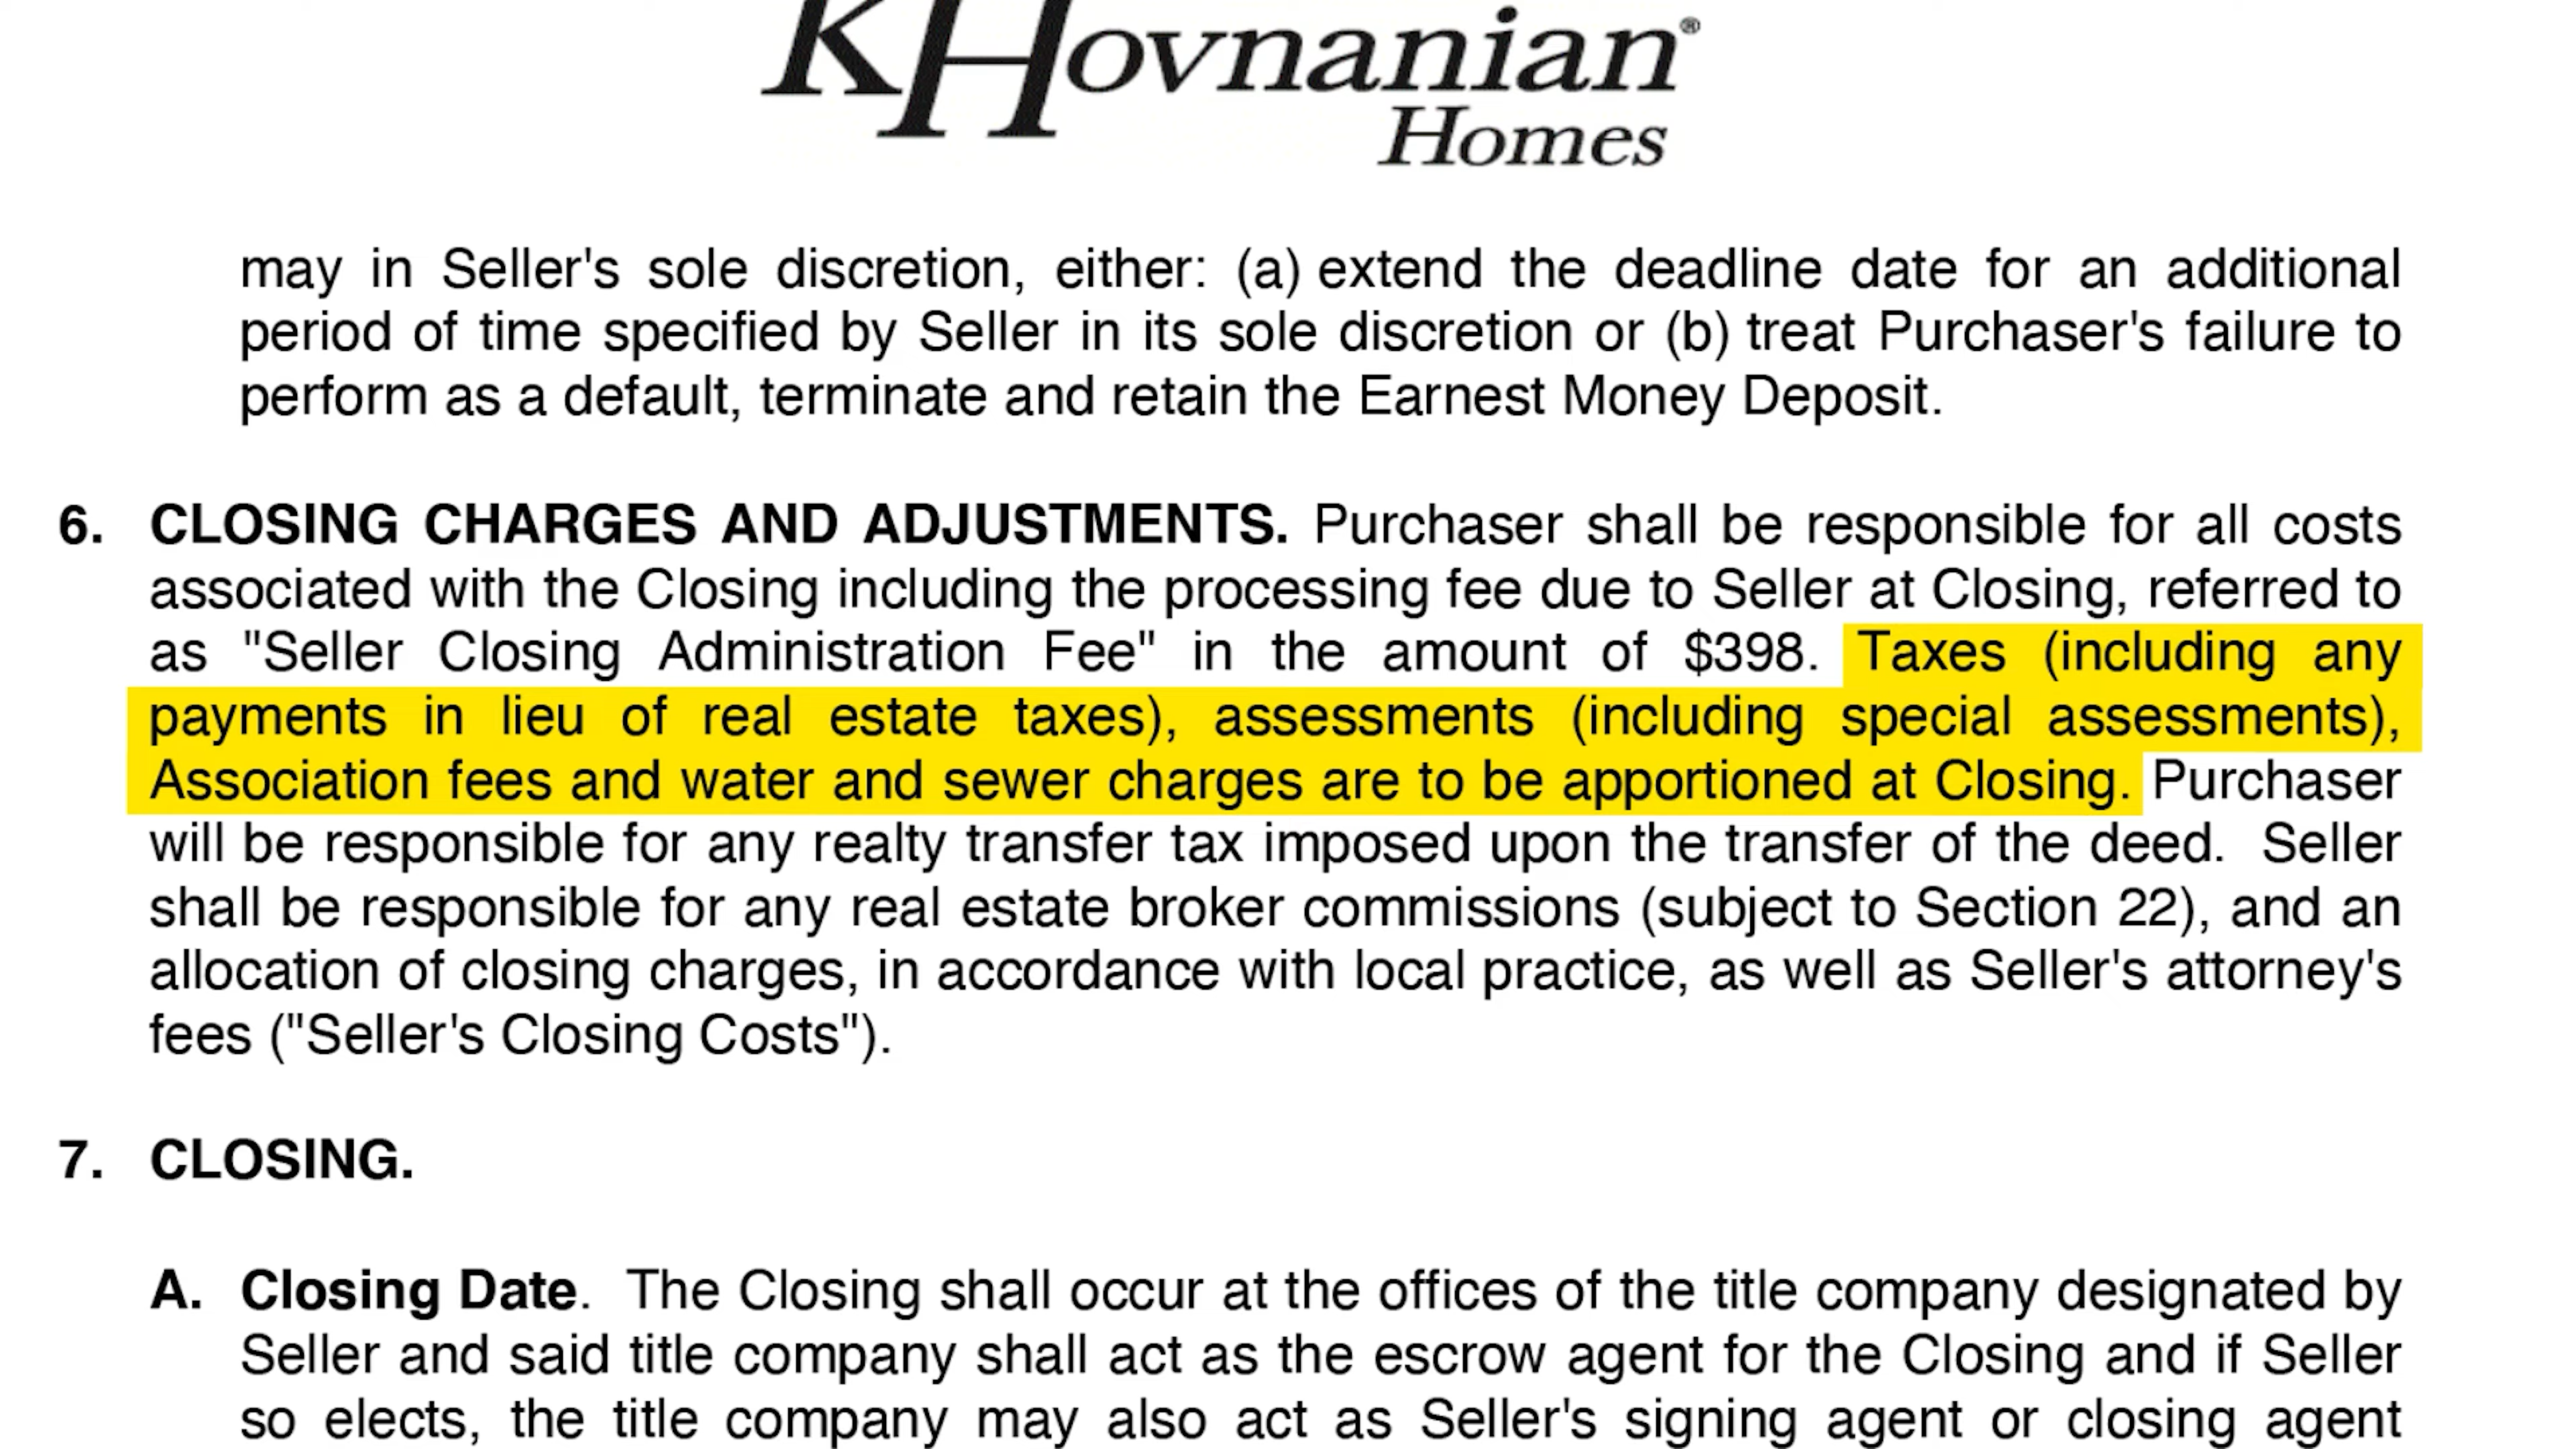 KHovnanian®
Homes
may in Seller's sole discretion, either: (a) extend the deadline date for an additional
period of time specified by Seller in its sole discretion or (b) treat Purchaser's failure to
perform as a default, terminate and retain the Earnest Money Deposit.
6. CLOSING CHARGES AND ADJUSTMENTS. Purchaser shall be responsible for all costs
associated with the Closing including the processing fee due to Seller at Closing, referred to
as "Seller Closing Administration Fee" in the amount of $398. Taxes (including any
payments in lieu of real estate taxes), assessments (including special assessments),
Association fees and water and sewer charges are to be apportioned at Closing. Purchaser
will be responsible for any realty transfer tax imposed upon the transfer of the deed. Seller
shall be responsible for any real estate broker commissions (subject to Section 22), and an
allocation of closing charges, in accordance with local practice, as well as Seller's attorney's
fees ("Seller's Closing Costs").
7. CLOSING.
A. Closing Date. The Closing shall occur at the offices of the title company designated by
Seller and said title company shall act as the escrow agent for the Closing and if Seller
so elects, the title company may also act as Seller's signing agent or closing agent